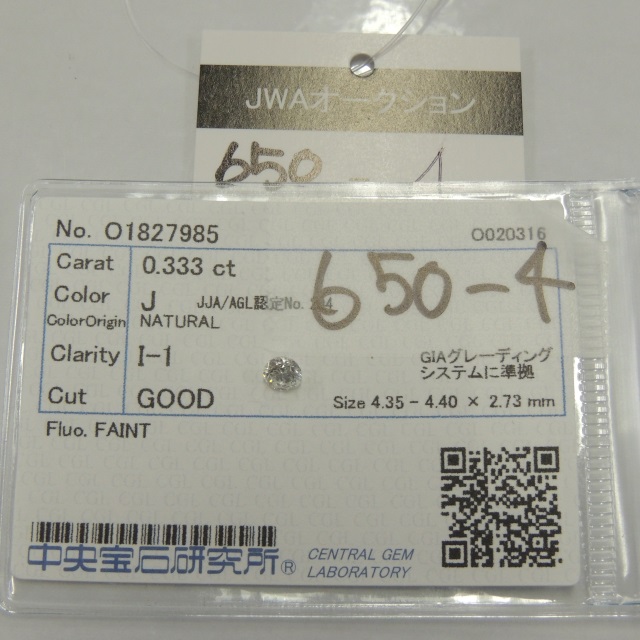 JWAオークション
650 - 4
No. O1827985
O020316
Carat 0.333 ct
650-4
Color J JJA/AGL認定No.
ColorOrigin NATURAL
Clarity I-1
GIAグレーディング
システムに準拠
Cut GOOD
Size 4.35 - 4.40 × 2.73 mm
Fluo. FAINT
中央宝石研究所®
CENTRAL GEM
LABORATORY